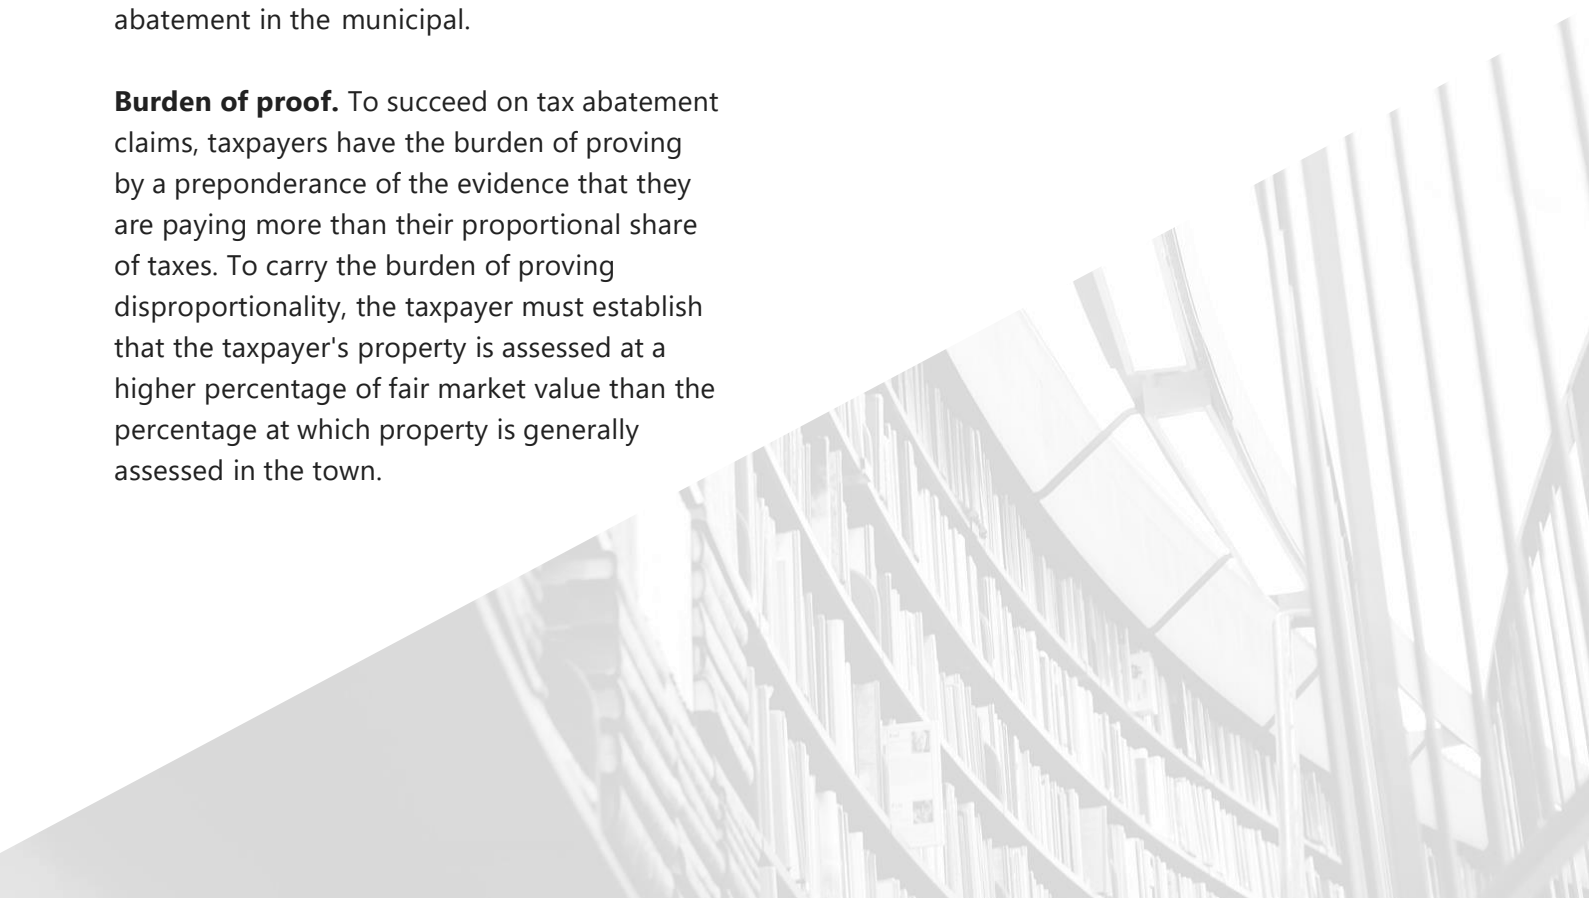 abatement in the municipal.
Burden of proof. To succeed on tax abatement
claims, taxpayers have the burden of proving
by a preponderance of the evidence that they
are paying more than their proportional share
of taxes. To carry the burden of proving
disproportionality, the taxpayer must establish
that the taxpayer's property is assessed at a
higher percentage of fair market value than the
percentage at which property is generally
assessed in the town.